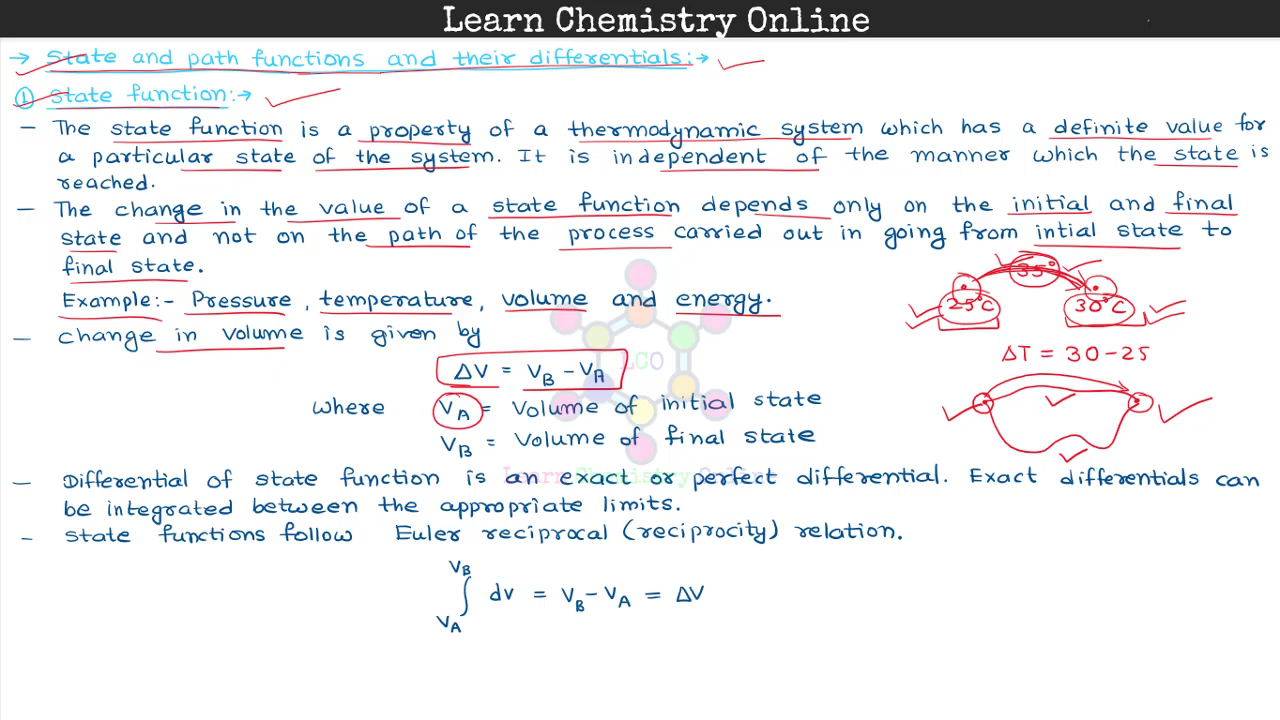 Learn Chemistry Online
→ State and path functions and their differentials:→
① State function:→
- The state function is a property of a thermodynamic system which has a definite value for
a particular state of the system. It is independent of the manner which the state is
reached.
- The change in the value of a state function depends only on the initial and final
state and not on the path of the process carried out in going from intial state to
final state.
35°
Example:- Pressure, temperature, volume and energy.
25°C 30°C
- change in volume is given by
ΔT = 30-25
LCO
ΔV = VB - VA
where VA = Volume of initial state
VB = Volume of final state
Learn Chemistry Online
- Differential of state function is an exact or perfect differential. Exact differentials can
be integrated between the appropriate limits.
- State functions follow Euler reciprocal (reciprocity) relation.
VB
∫ dv = VB - VA = ΔV
VA